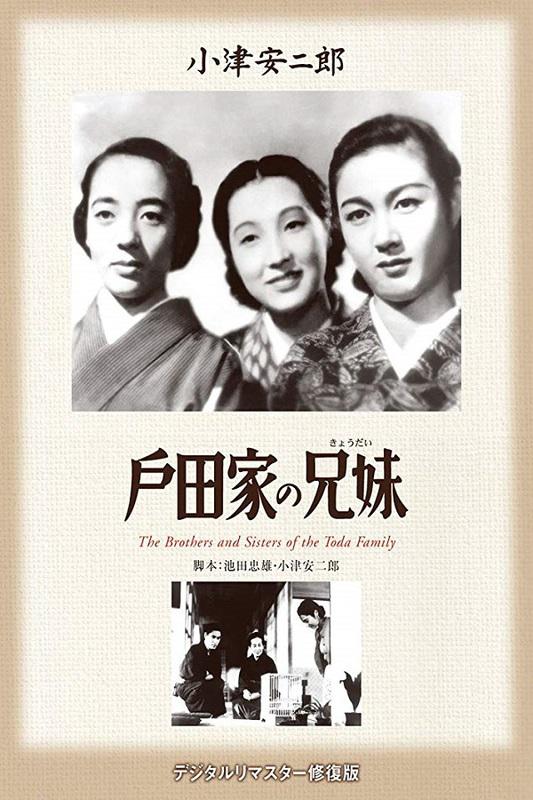 小津安二郎
きょうだい
戸田家の兄妹
The Brothers and Sisters of the Toda Family
脚本：池田忠雄・小津安二郎
デジタルリマスター修復版